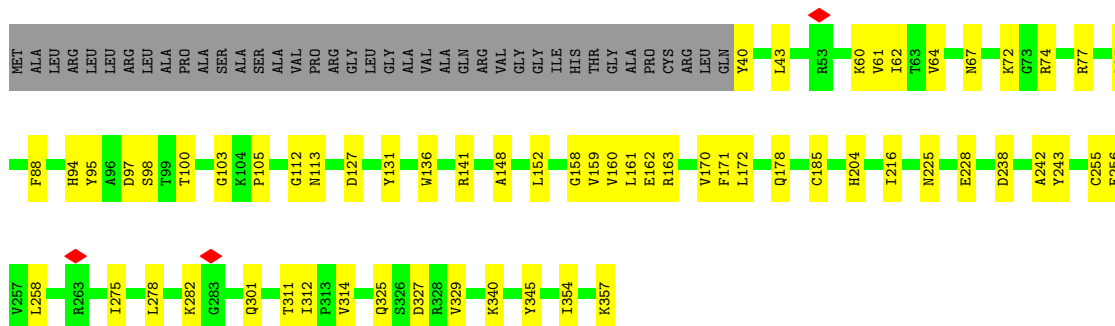 MET ALA LEU ARG LEU LEU ARG LEU ALA PRO ALA SER ALA SER ALA VAL PRO ARG GLY LEU GLY ALA VAL ALA GLN ARG VAL GLY GLY ILE HIS THR GLY ALA PRO CYS ARG LEU GLN Y40 L43 R53 K60 V61 I62 T63 V64 N67 K72 G73 R74 R77
F88 H94 Y95 A96 D97 S98 T99 T100 G103 K104 P105 G112 N113 D127 Y131 W136 R141 A148 L152 G158 V159 V160 L161 E162 R163 V170 F171 L172 Q178 C185 H204 I216 N225 E228 D238 A242 Y243 C255
V257 L258 R263 I275 L278 K282 G283 Q301 T311 I312 P313 V314 Q325 S326 D327 R328 V329 K340 Y345 I354 K357